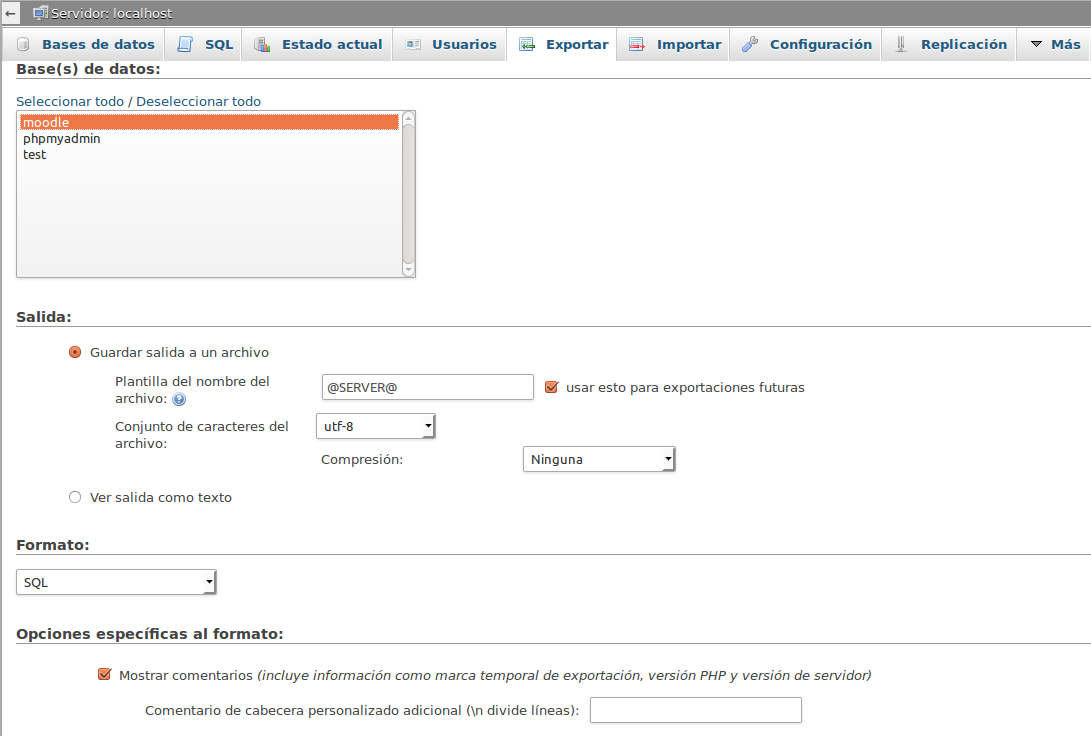 Servidor: localhost
Bases de datos SQL Estado actual Usuarios Exportar Importar Configuración Replicación Más
Base(s) de datos:
Seleccionar todo / Deseleccionar todo
moodle
phpmyadmin
test
Salida:
Guardar salida a un archivo
Plantilla del nombre del
archivo:
@SERVER@ usar esto para exportaciones futuras
Conjunto de caracteres del
archivo:
utf-8
Compresión: Ninguna
Ver salida como texto
Formato:
SQL
Opciones específicas al formato:
Mostrar comentarios (incluye información como marca temporal de exportación, versión PHP y versión de servidor)
Comentario de cabecera personalizado adicional (\n divide líneas):